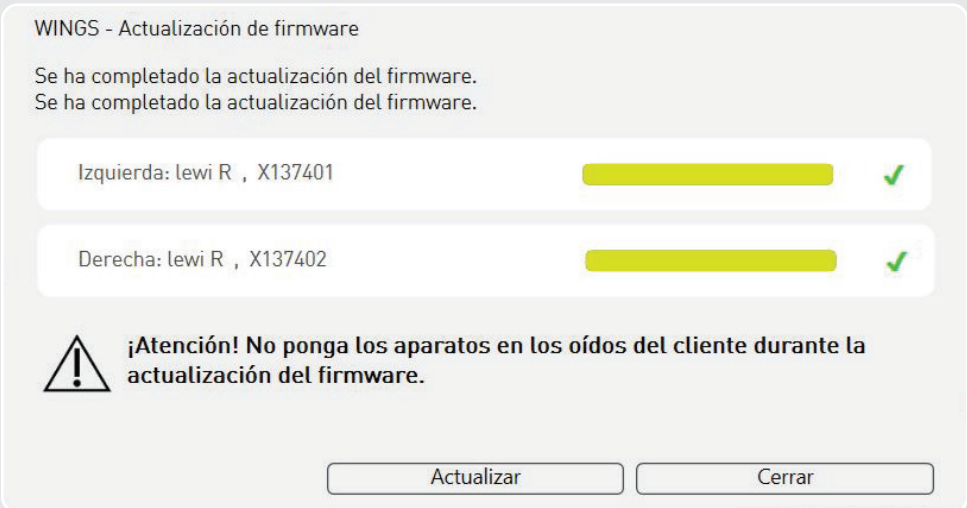 WINGS - Actualización de firmware
Se ha completado la actualización del firmware.
Se ha completado la actualización del firmware.
Izquierda: lewi R , X137401
Derecha: lewi R , X137402
¡Atención! No ponga los aparatos en los oídos del cliente durante la
actualización del firmware.
Actualizar
Cerrar